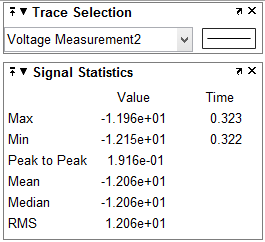 Trace Selection
Voltage Measurement2
Signal Statistics
Value Time
Max -1.196e+01 0.323
Min -1.215e+01 0.322
Peak to Peak 1.916e-01
Mean -1.206e+01
Median -1.206e+01
RMS 1.206e+01